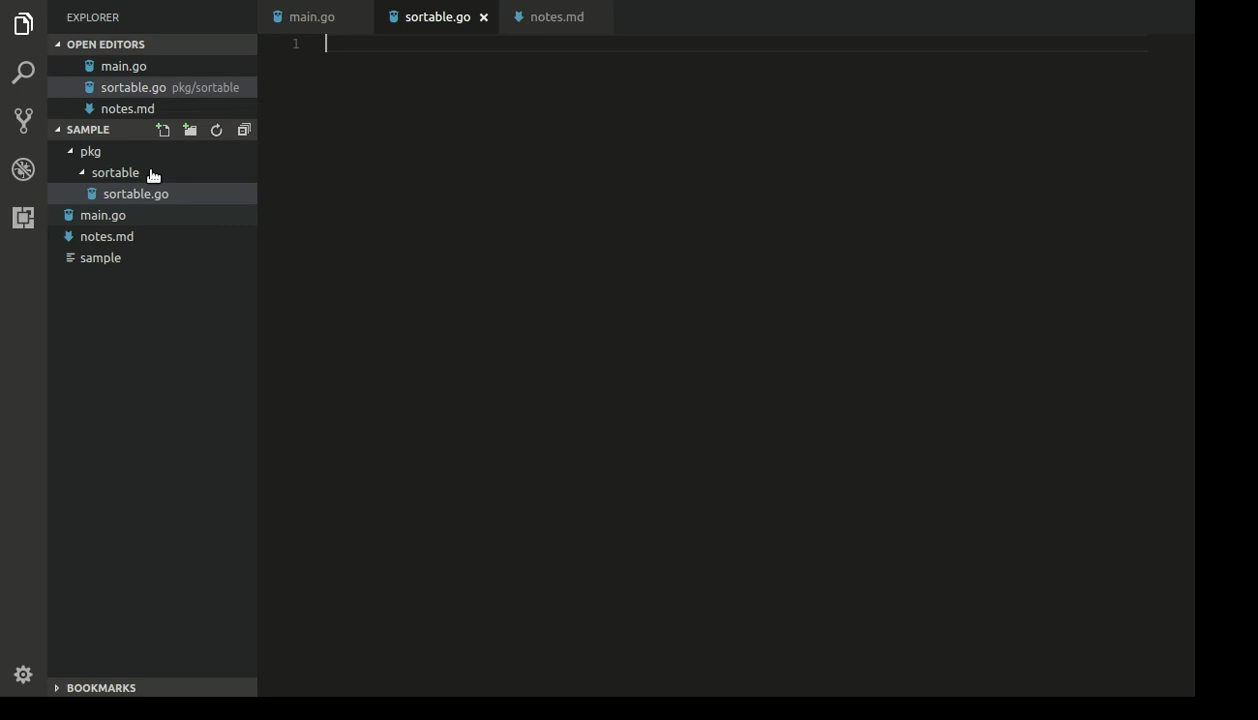 EXPLORER
main.go
sortable.go
notes.md
OPEN EDITORS
main.go
sortable.go pkg/sortable
notes.md
SAMPLE
pkg
sortable
sortable.go
main.go
notes.md
sample
BOOKMARKS
1